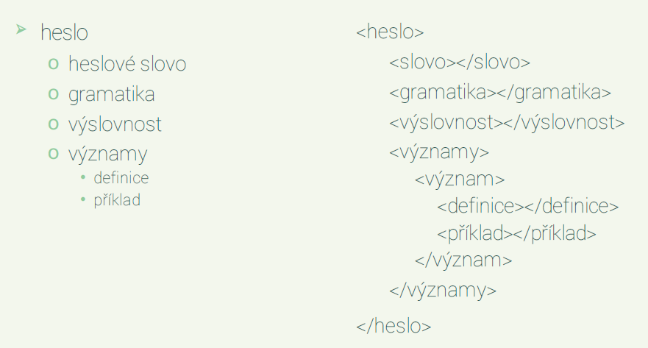 heslo
heslové slovo
gramatika
výslovnost
významy
definice
příklad
<heslo>
<slovo></slovo>
<gramatika></gramatika>
<výslovnost></výslovnost>
<významy>
<význam>
<definice></definice>
<příklad></příklad>
</význam>
</významy>
</heslo>